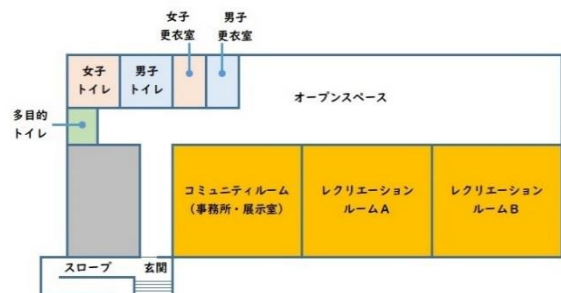 女子
更衣室
男子
更衣室
女子
トイレ
男子
トイレ
オープンスペース
多目的
トイレ
コミュニティルーム
（事務所・展示室）
レクリエーション
ルームA
レクリエーション
ルームB
スロープ
玄関